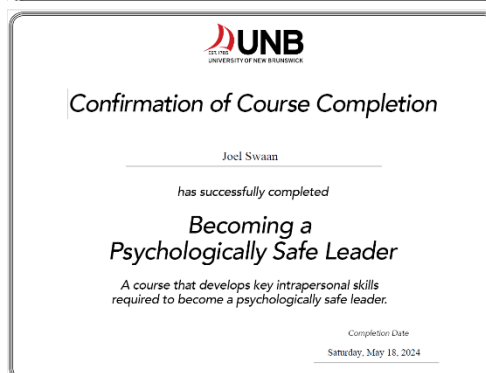 UNB
EST. 1785
UNIVERSITY OF NEW BRUNSWICK
Confirmation of Course Completion
Joel Swaan
has successfully completed
Becoming a
Psychologically Safe Leader
A course that develops key intrapersonal skills
required to become a psychologically safe leader.
Completion Date
Saturday, May 18, 2024